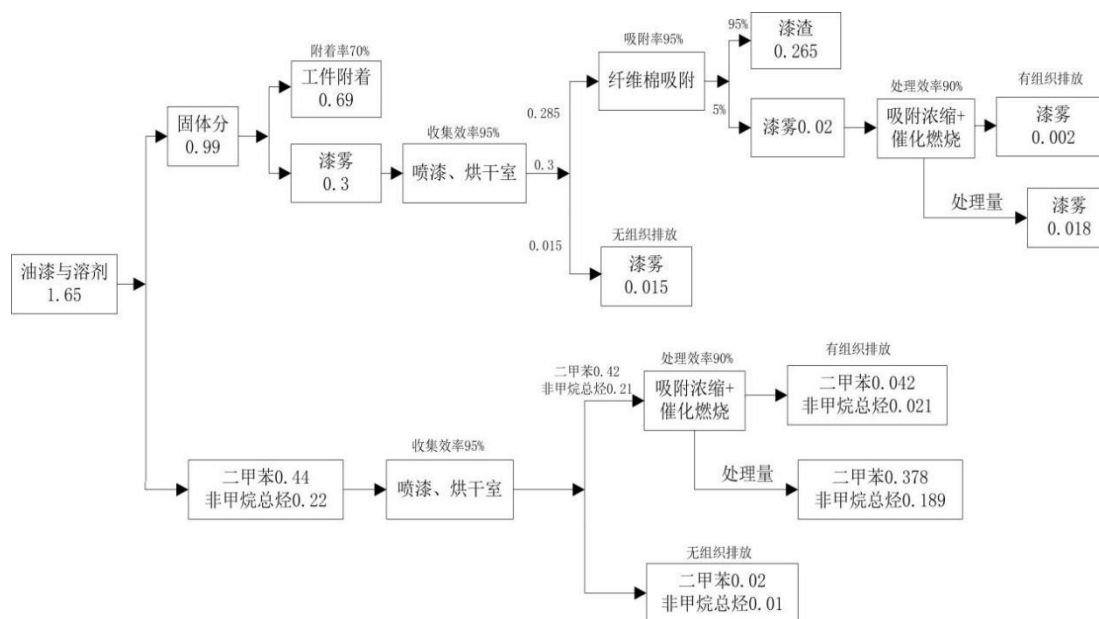 附着率70%
工件附着
0.69
固体分
0.99
漆雾
0.3
收集效率95%
喷漆、烘干室
0.285
0.3
0.015
吸附率95%
纤维棉吸附
95%
5%
漆渣
0.265
漆雾0.02
处理效率90%
吸附浓缩+
催化燃烧
有组织排放
漆雾
0.002
处理量
漆雾
0.018
无组织排放
漆雾
0.015
油漆与溶剂
1.65
二甲苯0.44
非甲烷总烃0.22
收集效率95%
喷漆、烘干室
二甲苯0.42
非甲烷总烃0.21
处理效率90%
吸附浓缩+
催化燃烧
有组织排放
二甲苯0.042
非甲烷总烃0.021
处理量
二甲苯0.378
非甲烷总烃0.189
无组织排放
二甲苯0.02
非甲烷总烃0.01